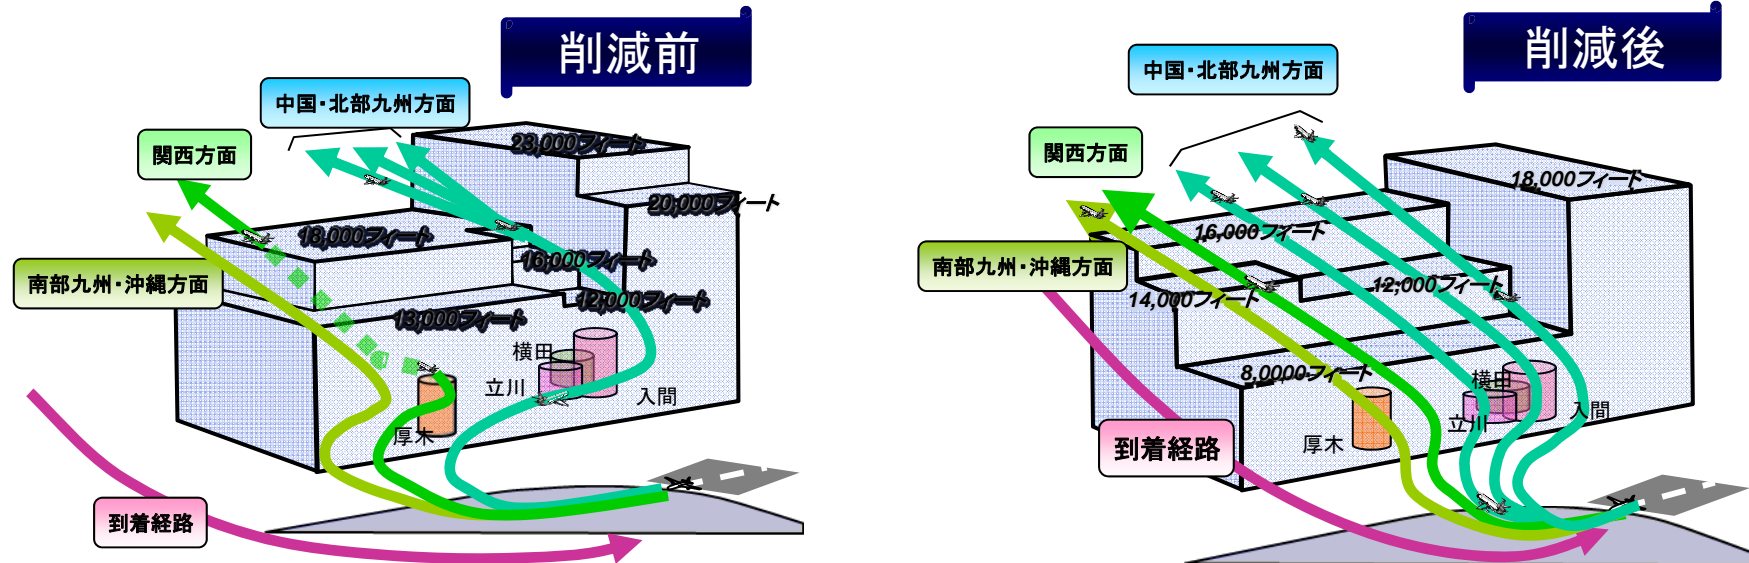 削減前
中国・北部九州方面
関西方面
南部九州・沖縄方面
23,000フィート
20,000フィート
18,000フィート
16,000フィート
12,000フィート
13,000フィート
横田
立川
入間
厚木
到着経路
削減後
中国・北部九州方面
関西方面
南部九州・沖縄方面
18,000フィート
16,000フィート
14,000フィート
12,000フィート
8,0000フィート
横田
立川
入間
厚木
到着経路